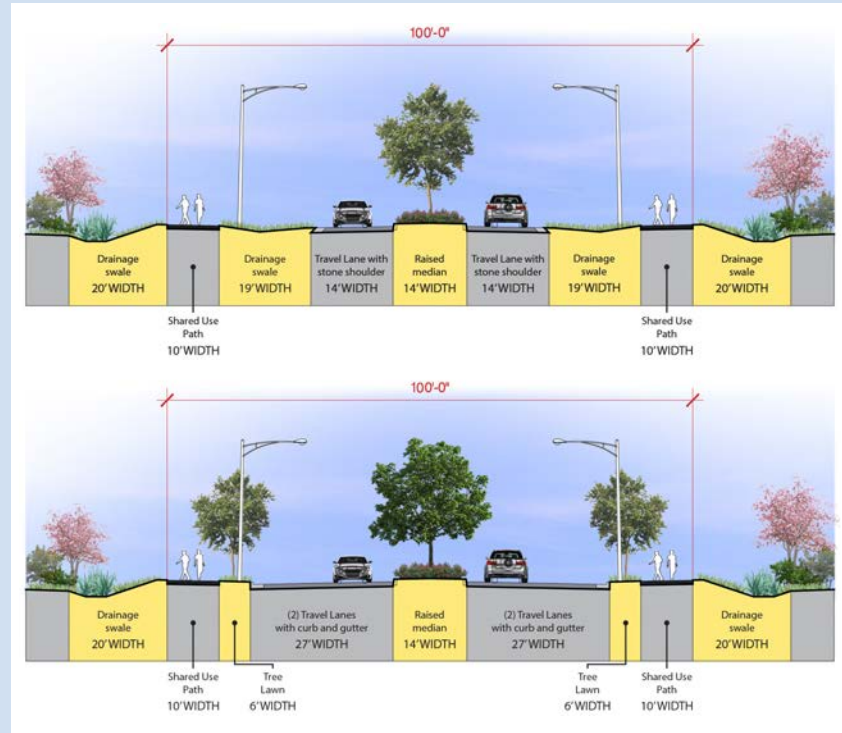 100'-0"
Drainage
swale
20'WIDTH
Drainage
swale
19'WIDTH
Travel Lane with
stone shoulder
14'WIDTH
Raised
median
14'WIDTH
Travel Lane with
stone shoulder
14'WIDTH
Drainage
swale
19'WIDTH
Drainage
swale
20'WIDTH
Shared Use
Path
10'WIDTH
Shared Use
Path
10'WIDTH
100'-0"
Drainage
swale
20'WIDTH
(2) Travel Lanes
with curb and gutter
27'WIDTH
Raised
median
14'WIDTH
(2) Travel Lanes
with curb and gutter
27'WIDTH
Drainage
swale
20'WIDTH
Shared Use
Path
10'WIDTH
Tree
Lawn
6'WIDTH
Tree
Lawn
6'WIDTH
Shared Use
Path
10'WIDTH